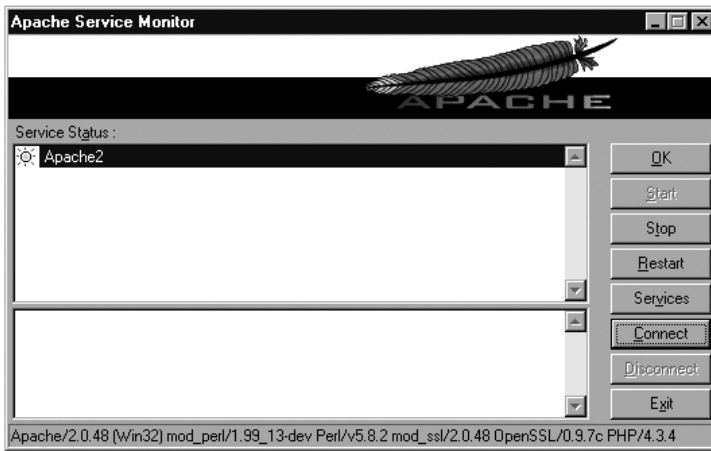 Apache Service Monitor
APACHE
Service Status :
Apache2
OK
Start
Stop
Restart
Services
Connect
Disconnect
Exit
Apache/2.0.48 (Win32) mod_perl/1.99_13-dev Perl/v5.8.2 mod_ssl/2.0.48 OpenSSL/0.9.7c PHP/4.3.4